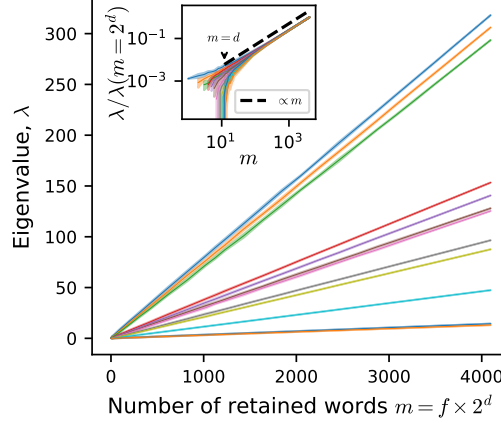 Eigenvalue, λ
300
250
200
150
100
50
0
0 1000 2000 3000 4000
Number of retained words m = f × 2^d
λ/λ(m = 2^d)
10^−1
10^−3
m = d
∝ m
10^1 10^3
m